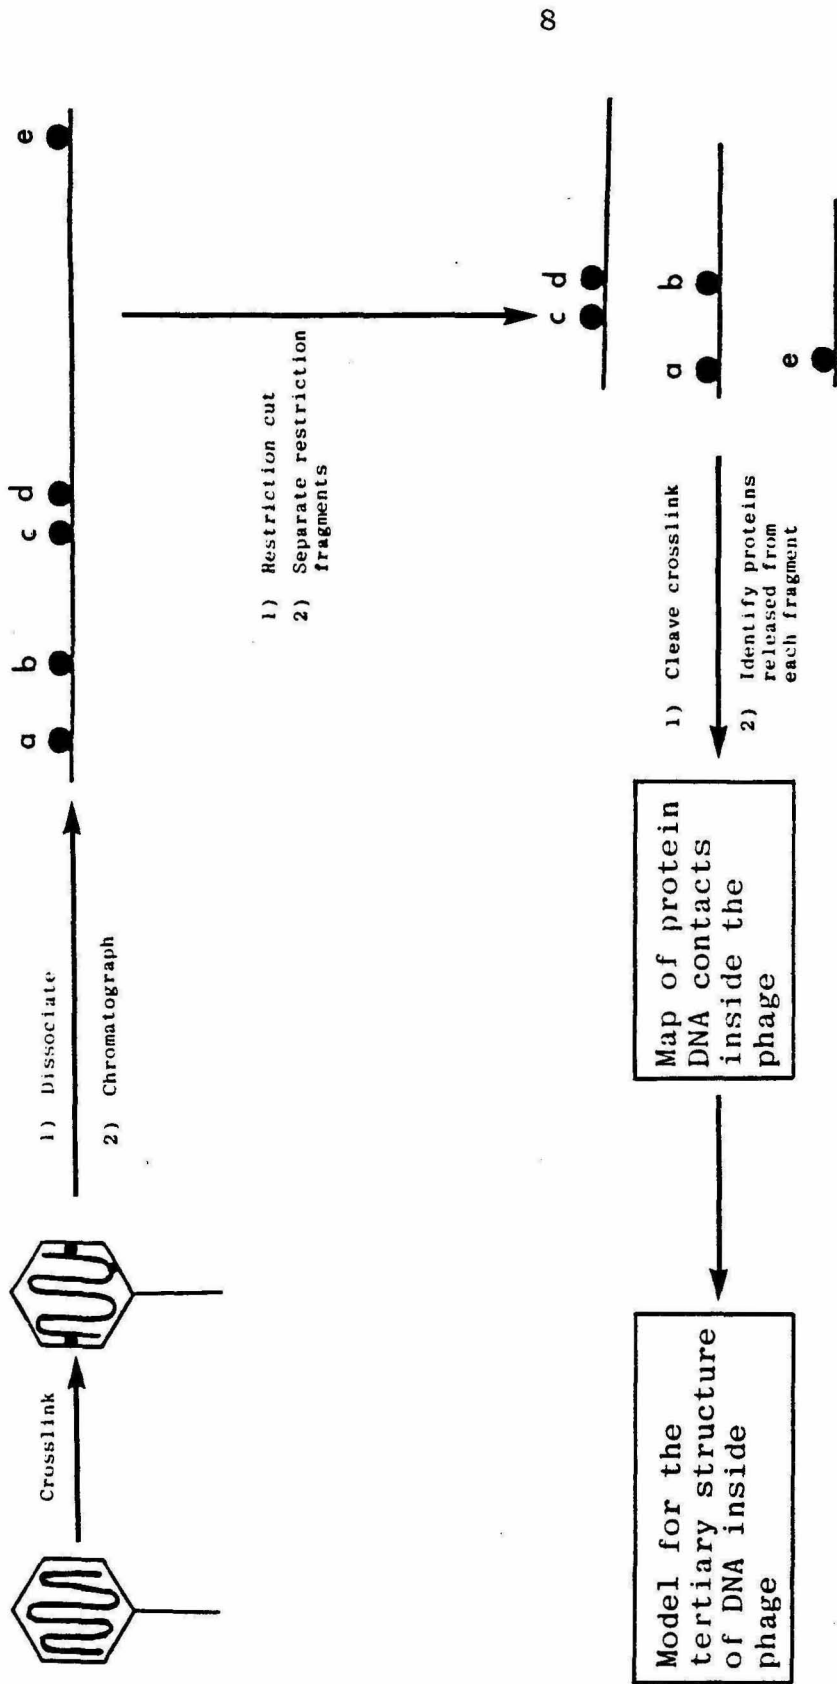 8
Crosslink
1) Dissociate
2) Chromatograph
a b c d e
1) Restriction cut
2) Separate restriction
fragments
c d
a b
e
1) Cleave crosslink
2) Identify proteins
released from
each fragment
Map of protein
DNA contacts
inside the
phage
Model for the
tertiary structure
of DNA inside
phage